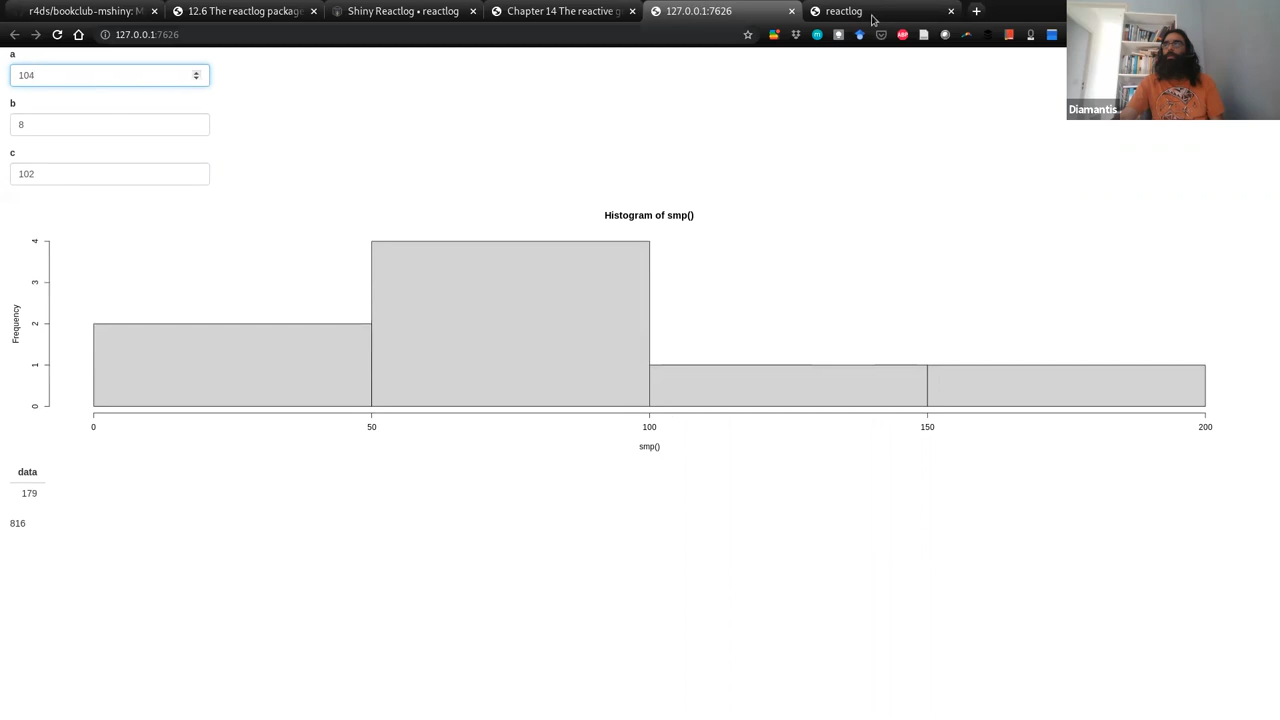 r4ds/bookclub-mshiny: M
12.6 The reactlog package
Shiny Reactlog • reactlog
Chapter 14 The reactive g
127.0.0.1:7626
reactlog
127.0.0.1:7626
ABP
m
a
104
b
8
c
102
Diamantis
Histogram of smp()
Frequency
4
3
2
1
0
0 50 100 150 200
smp()
data
179
816